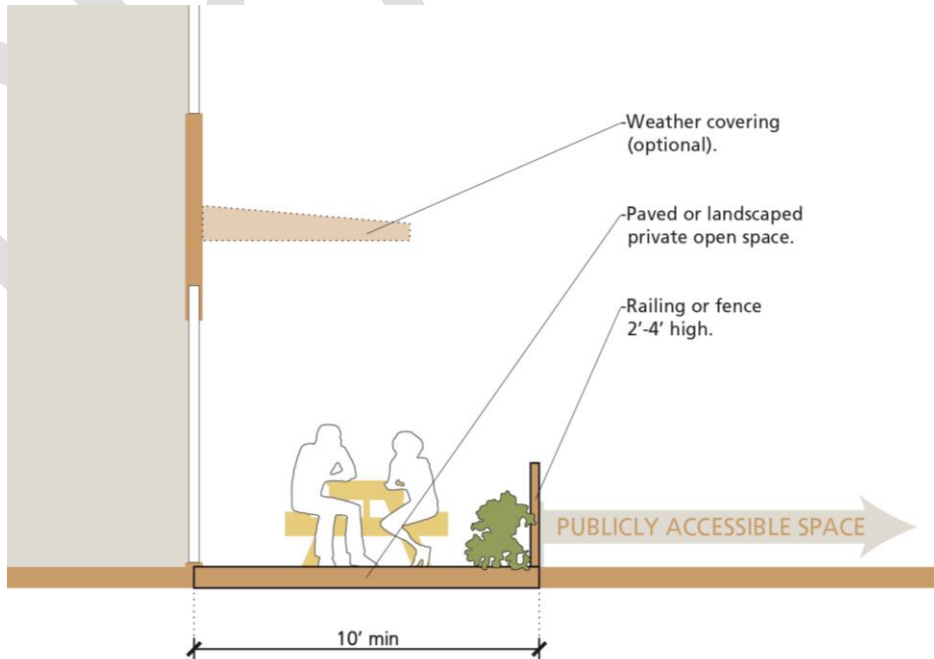 -Weather covering
(optional).
-Paved or landscaped
private open space.
-Railing or fence
2'-4' high.
PUBLICLY ACCESSIBLE SPACE
10' min